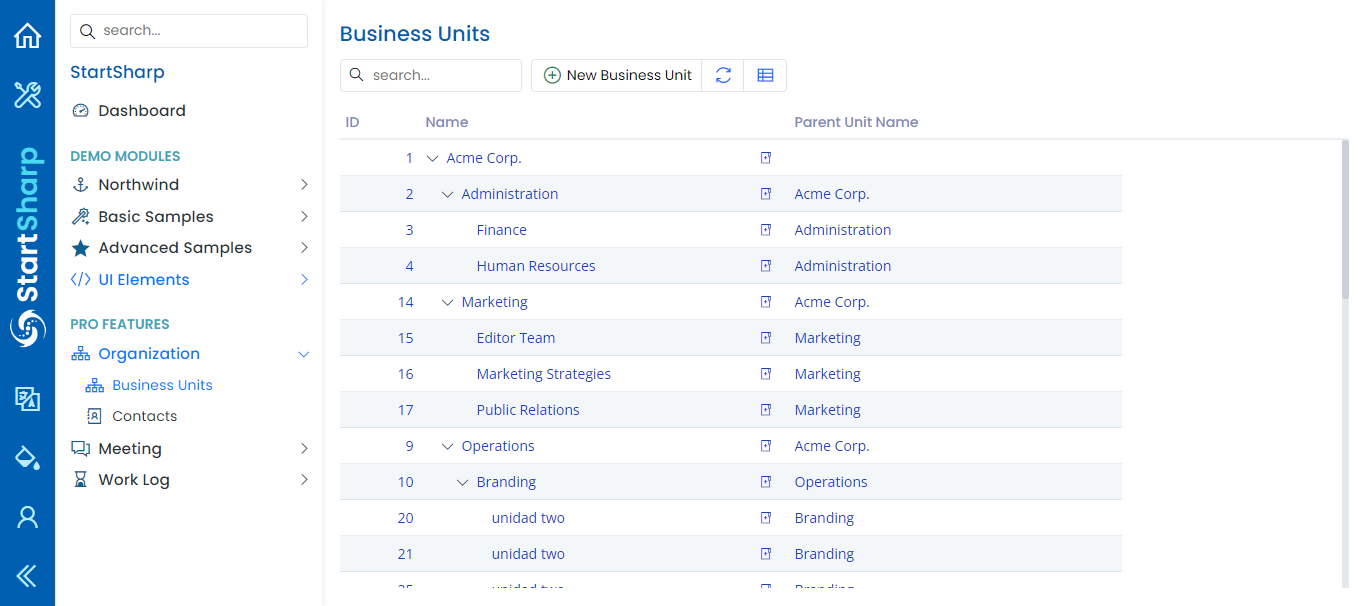 StartSharp
search...
StartSharp
Dashboard
DEMO MODULES
Northwind
Basic Samples
Advanced Samples
UI Elements
PRO FEATURES
Organization
Business Units
Contacts
Meeting
Work Log
Business Units
search... New Business Unit
ID Name Parent Unit Name
1 Acme Corp.
2 Administration Acme Corp.
3 Finance Administration
4 Human Resources Administration
14 Marketing Acme Corp.
15 Editor Team Marketing
16 Marketing Strategies Marketing
17 Public Relations Marketing
9 Operations Acme Corp.
10 Branding Operations
20 unidad two Branding
21 unidad two Branding
unidad two Branding